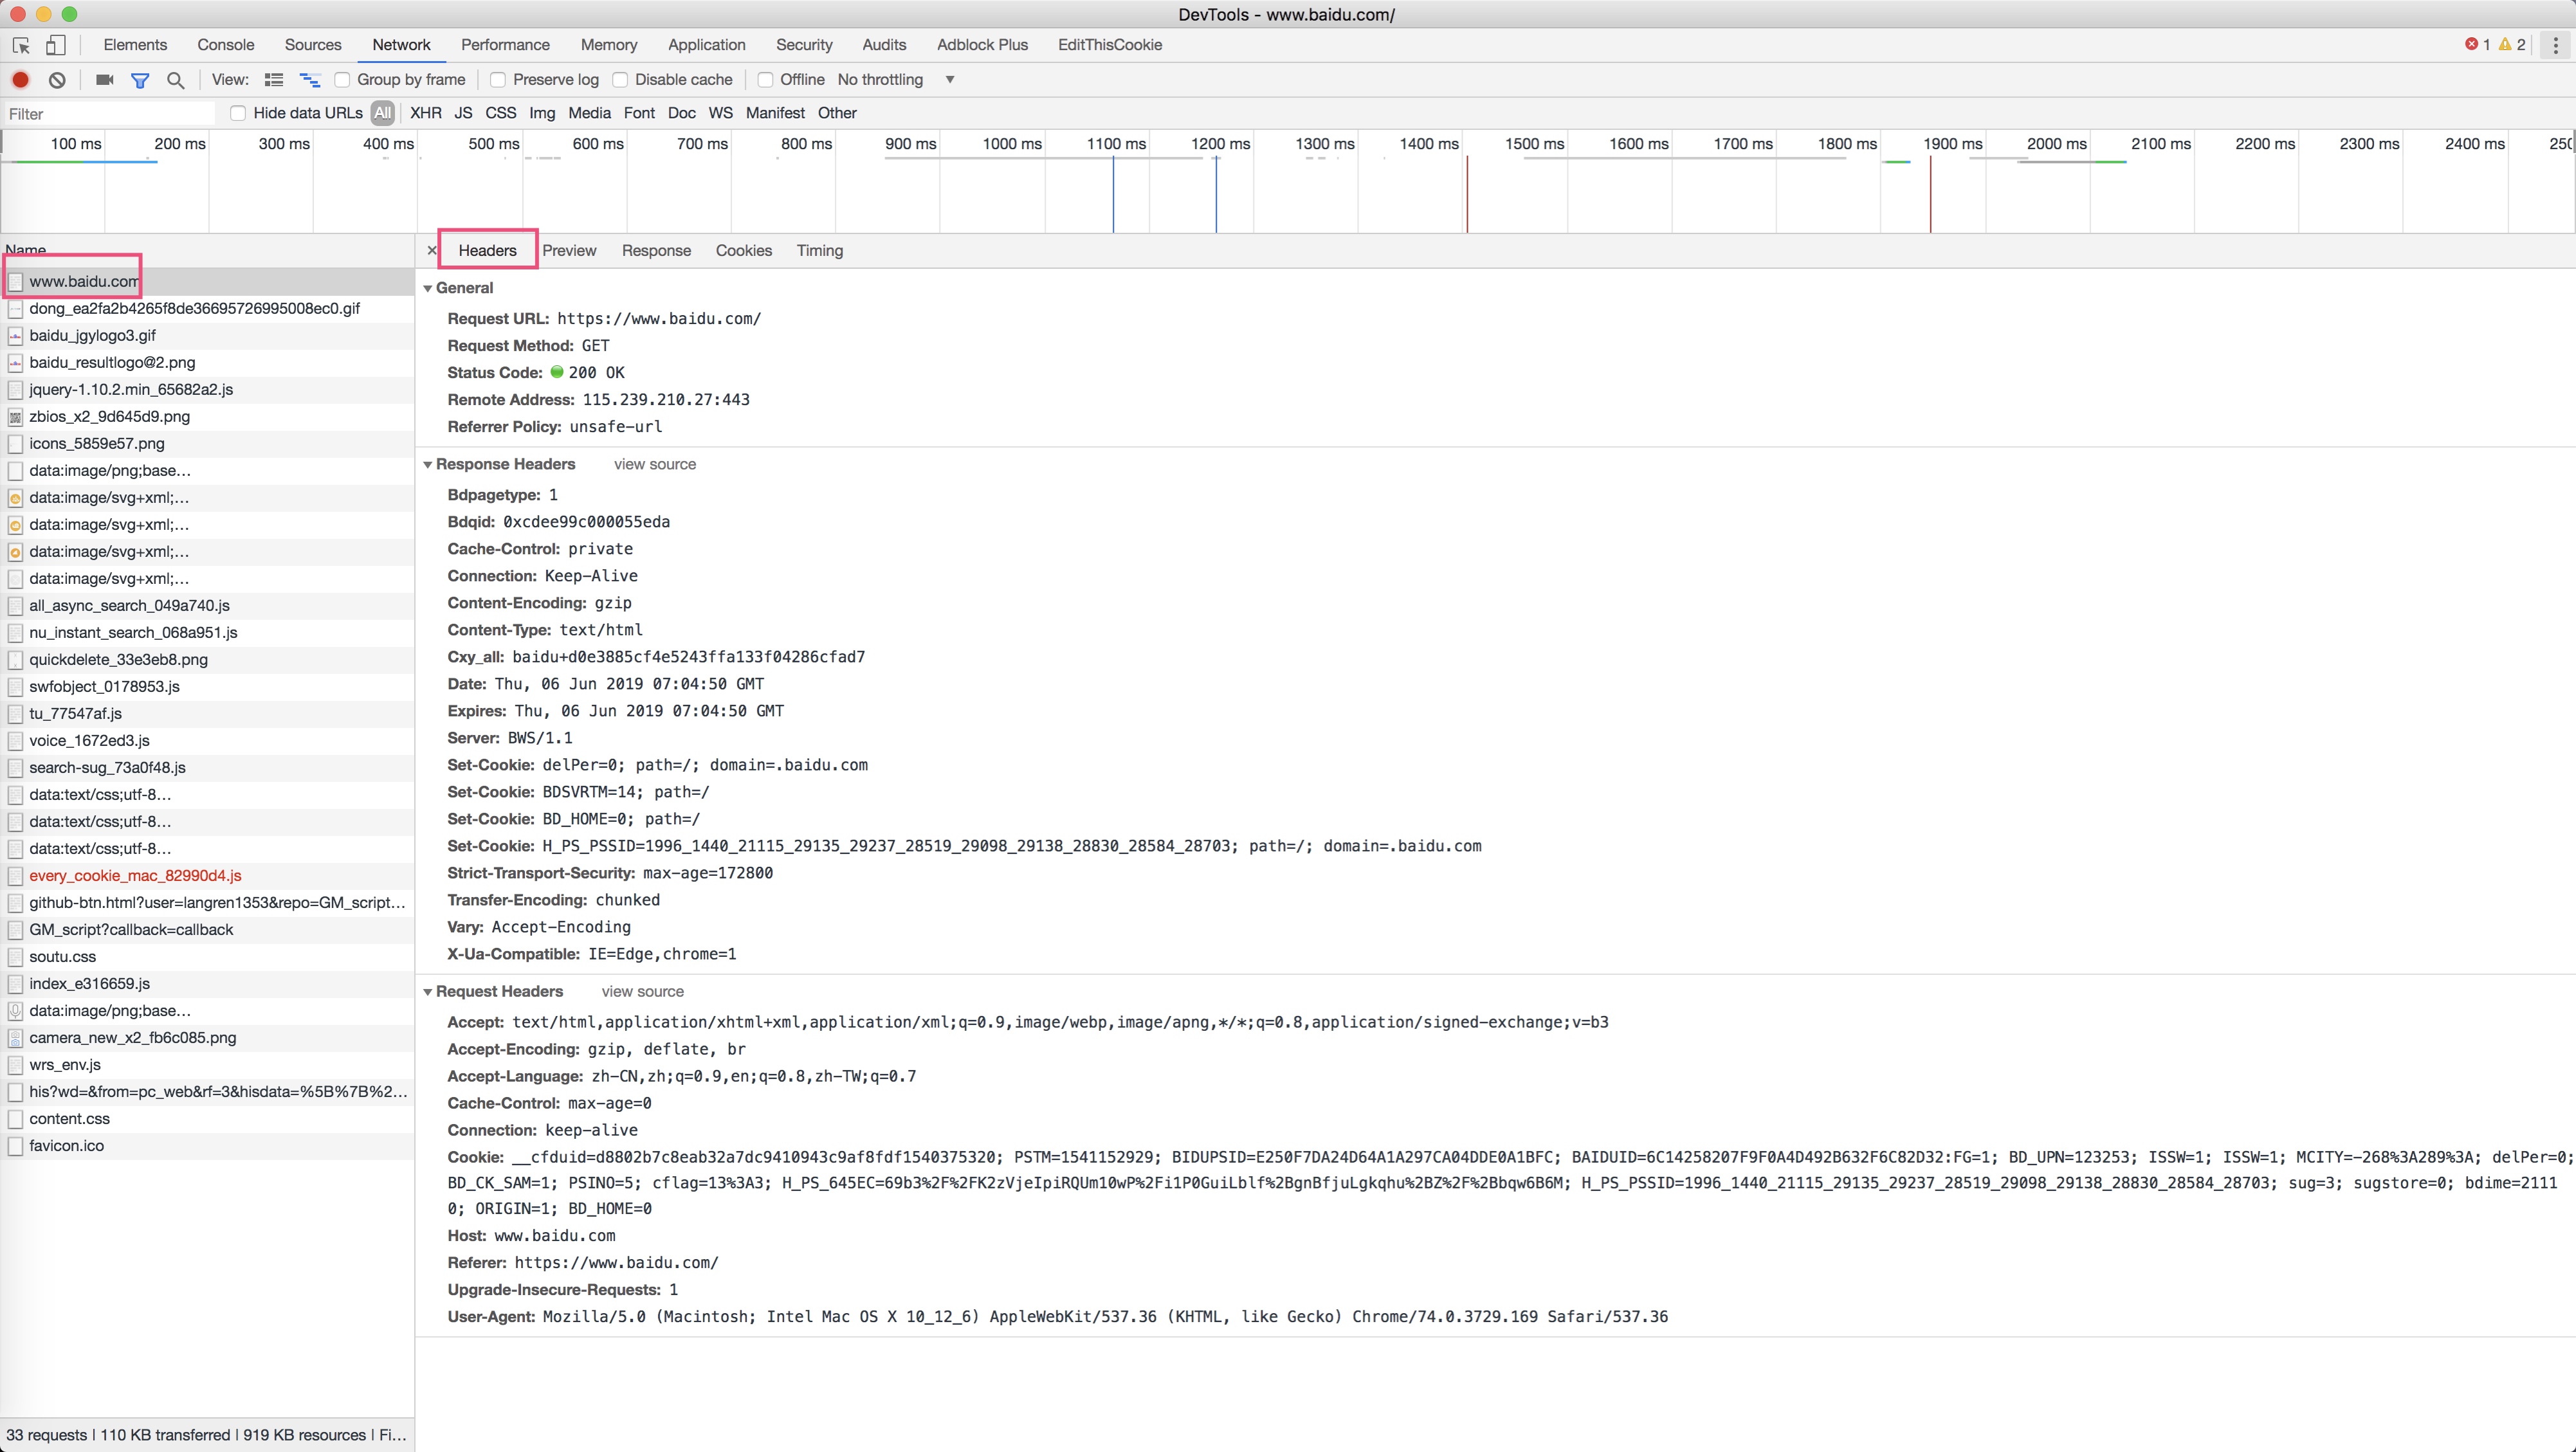 DevTools - www.baidu.com/
Elements Console Sources Network Performance Memory Application Security Audits Adblock Plus EditThisCookie 1 2
View: Group by frame Preserve log Disable cache Offline No throttling
Filter Hide data URLs All XHR JS CSS Img Media Font Doc WS Manifest Other
100 ms 200 ms 300 ms 400 ms 500 ms 600 ms 700 ms 800 ms 900 ms 1000 ms 1100 ms 1200 ms 1300 ms 1400 ms 1500 ms 1600 ms 1700 ms 1800 ms 1900 ms 2000 ms 2100 ms 2200 ms 2300 ms 2400 ms
Name
www.baidu.com
dong_ea2fa2b4265f8de36695726995008ec0.gif
baidu_jgylogo3.gif
baidu_resultlogo@2.png
jquery-1.10.2.min_65682a2.js
zbios_x2_9d645d9.png
icons_5859e57.png
data:image/png;base…
data:image/svg+xml;…
data:image/svg+xml;…
data:image/svg+xml;…
data:image/svg+xml;…
all_async_search_049a740.js
nu_instant_search_068a951.js
quickdelete_33e3eb8.png
swfobject_0178953.js
tu_77547af.js
voice_1672ed3.js
search-sug_73a0f48.js
data:text/css;utf-8…
data:text/css;utf-8…
data:text/css;utf-8…
every_cookie_mac_82990d4.js
github-btn.html?user=langren1353&repo=GM_script…
GM_script?callback=callback
soutu.css
index_e316659.js
data:image/png;base…
camera_new_x2_fb6c085.png
wrs_env.js
his?wd=&from=pc_web&rf=3&hisdata=%5B%7B%2…
content.css
favicon.ico
33 requests | 110 KB transferred | 919 KB resources | Fi…
Headers Preview Response Cookies Timing
General
Request URL: https://www.baidu.com/
Request Method: GET
Status Code: 200 OK
Remote Address: 115.239.210.27:443
Referrer Policy: unsafe-url
Response Headers view source
Bdpagetype: 1
Bdqid: 0xcdee99c000055eda
Cache-Control: private
Connection: Keep-Alive
Content-Encoding: gzip
Content-Type: text/html
Cxy_all: baidu+d0e3885cf4e5243ffa133f04286cfad7
Date: Thu, 06 Jun 2019 07:04:50 GMT
Expires: Thu, 06 Jun 2019 07:04:50 GMT
Server: BWS/1.1
Set-Cookie: delPer=0; path=/; domain=.baidu.com
Set-Cookie: BDSVRTM=14; path=/
Set-Cookie: BD_HOME=0; path=/
Set-Cookie: H_PS_PSSID=1996_1440_21115_29135_29237_28519_29098_29138_28830_28584_28703; path=/; domain=.baidu.com
Strict-Transport-Security: max-age=172800
Transfer-Encoding: chunked
Vary: Accept-Encoding
X-Ua-Compatible: IE=Edge,chrome=1
Request Headers view source
Accept: text/html,application/xhtml+xml,application/xml;q=0.9,image/webp,image/apng,*/*;q=0.8,application/signed-exchange;v=b3
Accept-Encoding: gzip, deflate, br
Accept-Language: zh-CN,zh;q=0.9,en;q=0.8,zh-TW;q=0.7
Cache-Control: max-age=0
Connection: keep-alive
Cookie: __cfduid=d8802b7c8eab32a7dc9410943c9af8fdf1540375320; PSTM=1541152929; BIDUPSID=E250F7DA24D64A1A297CA04DDE0A1BFC; BAIDUID=6C14258207F9F0A4D492B632F6C82D32:FG=1; BD_UPN=123253; ISSW=1; ISSW=1; MCITY=-268%3A289%3A; delPer=0;
BD_CK_SAM=1; PSINO=5; cflag=13%3A3; H_PS_645EC=69b3%2F%2FK2zVjeIpiRQUm10wP%2Fi1P0GuiLblf%2BgnBfjuLgkqhu%2BZ%2F%2Bbqw6B6M; H_PS_PSSID=1996_1440_21115_29135_29237_28519_29098_29138_28830_28584_28703; sug=3; sugstore=0; bdime=2111
0; ORIGIN=1; BD_HOME=0
Host: www.baidu.com
Referer: https://www.baidu.com/
Upgrade-Insecure-Requests: 1
User-Agent: Mozilla/5.0 (Macintosh; Intel Mac OS X 10_12_6) AppleWebKit/537.36 (KHTML, like Gecko) Chrome/74.0.3729.169 Safari/537.36